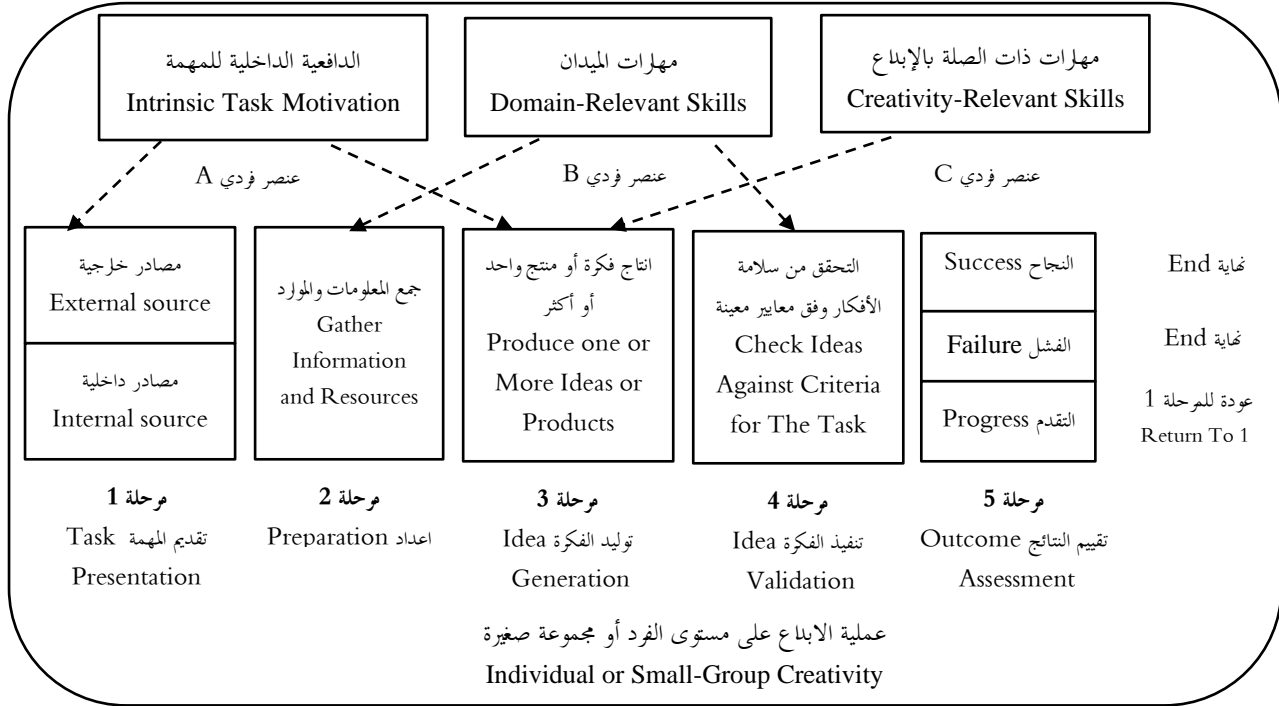 الدافعية الداخلية للمهمة
Intrinsic Task Motivation
مهارات الميدان
Domain-Relevant Skills
مهارات ذات الصلة بالإبداع
Creativity-Relevant Skills
عنصر فردي A
عنصر فردي B
عنصر فردي C
مصادر خارجية
External source
مصادر داخلية
Internal source
جمع المعلومات والموارد
Gather
Information
and Resources
انتاج فكرة أو منتج واحد
أو أكثر
Produce one or
More Ideas or
Products
التحقق من سلامة
الأفكار وفق معايير معينة
Check Ideas
Against Criteria
for The Task
النجاح Success
الفشل Failure
التقدم Progress
نهاية End
نهاية End
عودة للمرحلة 1
Return To 1
مرحلة 1
تقديم المهمة Task
Presentation
مرحلة 2
اعداد Preparation
مرحلة 3
توليد الفكرة Idea
Generation
مرحلة 4
تنفيذ الفكرة Idea
Validation
مرحلة 5
تقييم النتائج Outcome
Assessment
عملية الابداع على مستوى الفرد أو مجموعة صغيرة
Individual or Small-Group Creativity